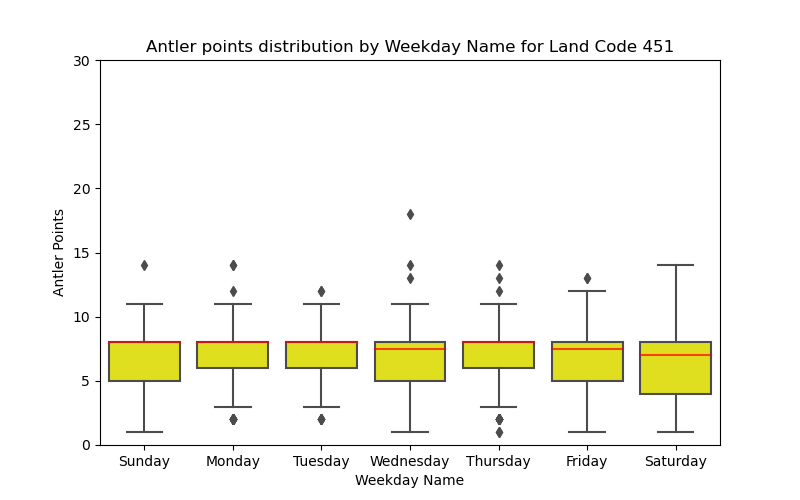 Antler points distribution by Weekday Name for Land Code 451
30
25
20
15
10
5
0
Antler Points
Sunday Monday Tuesday Wednesday Thursday Friday Saturday
Weekday Name